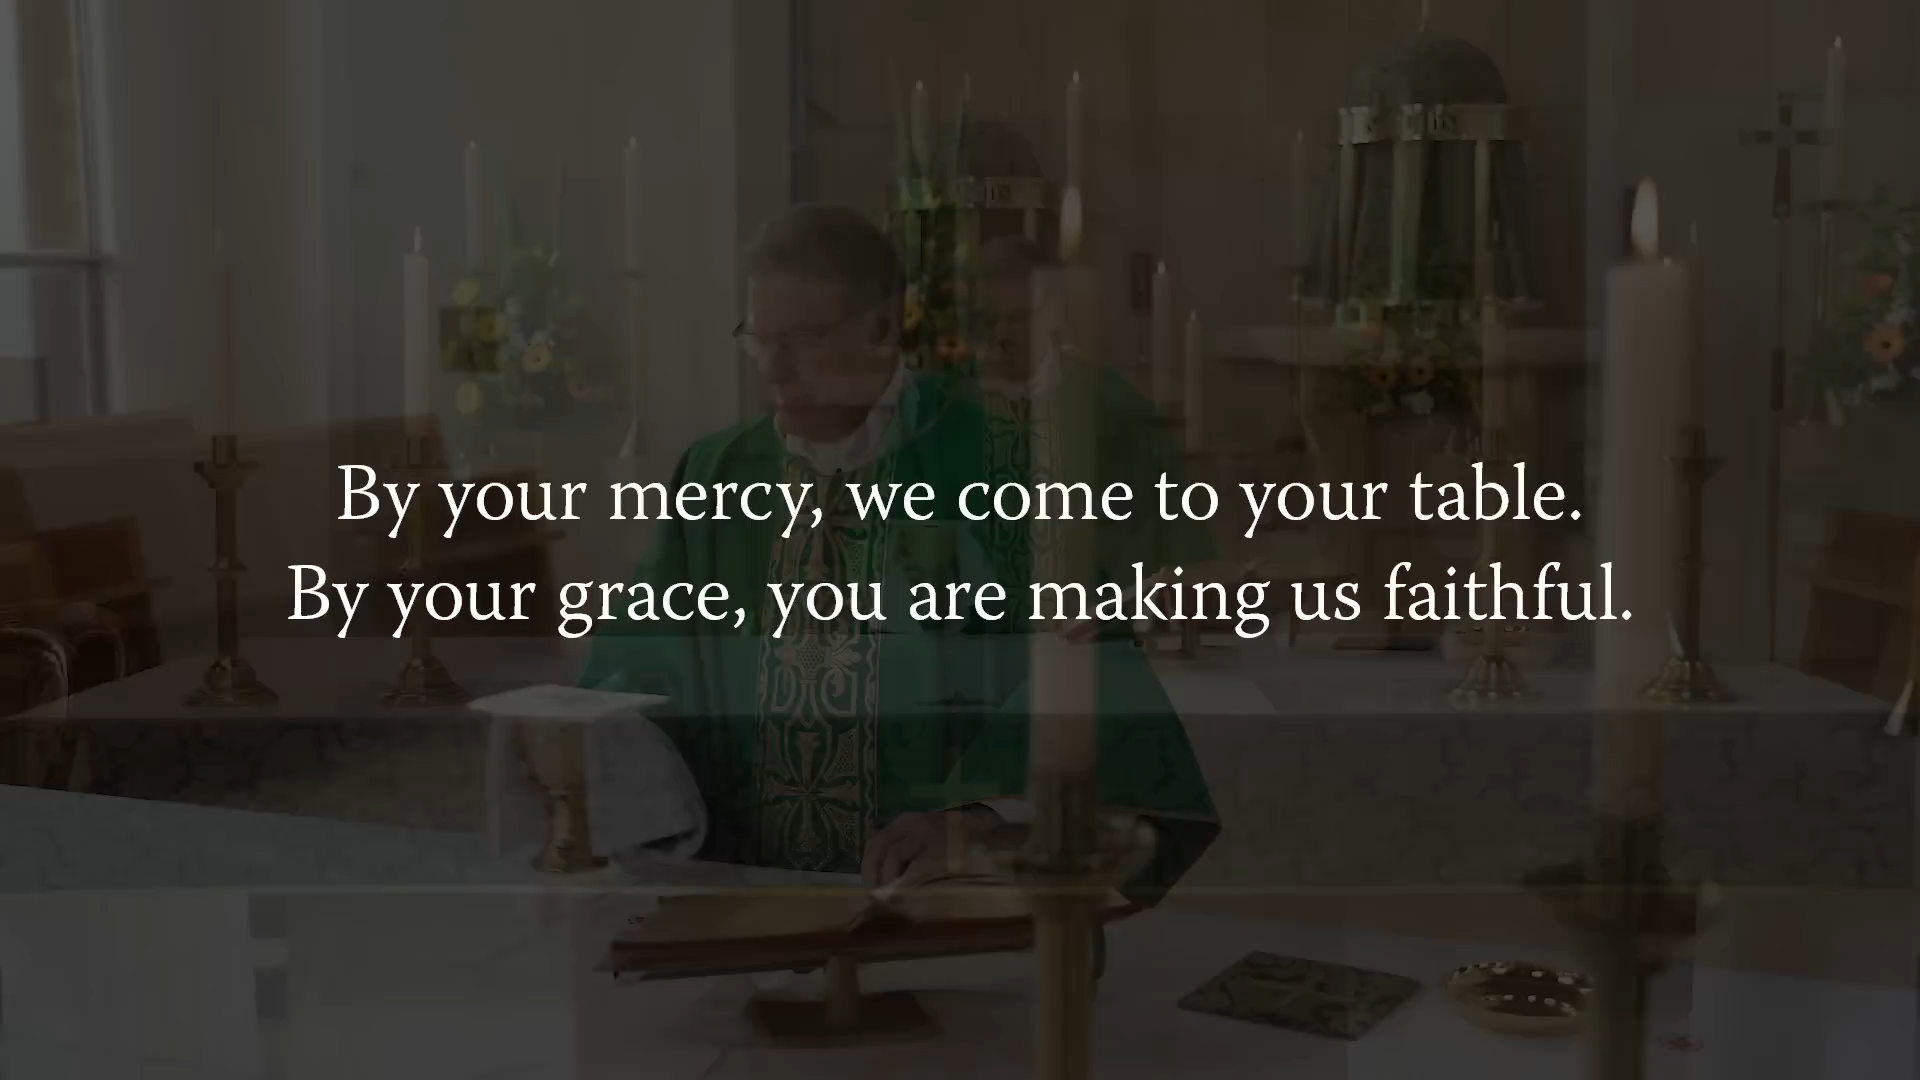 By your mercy, we come to your table.
By your grace, you are making us faithful.